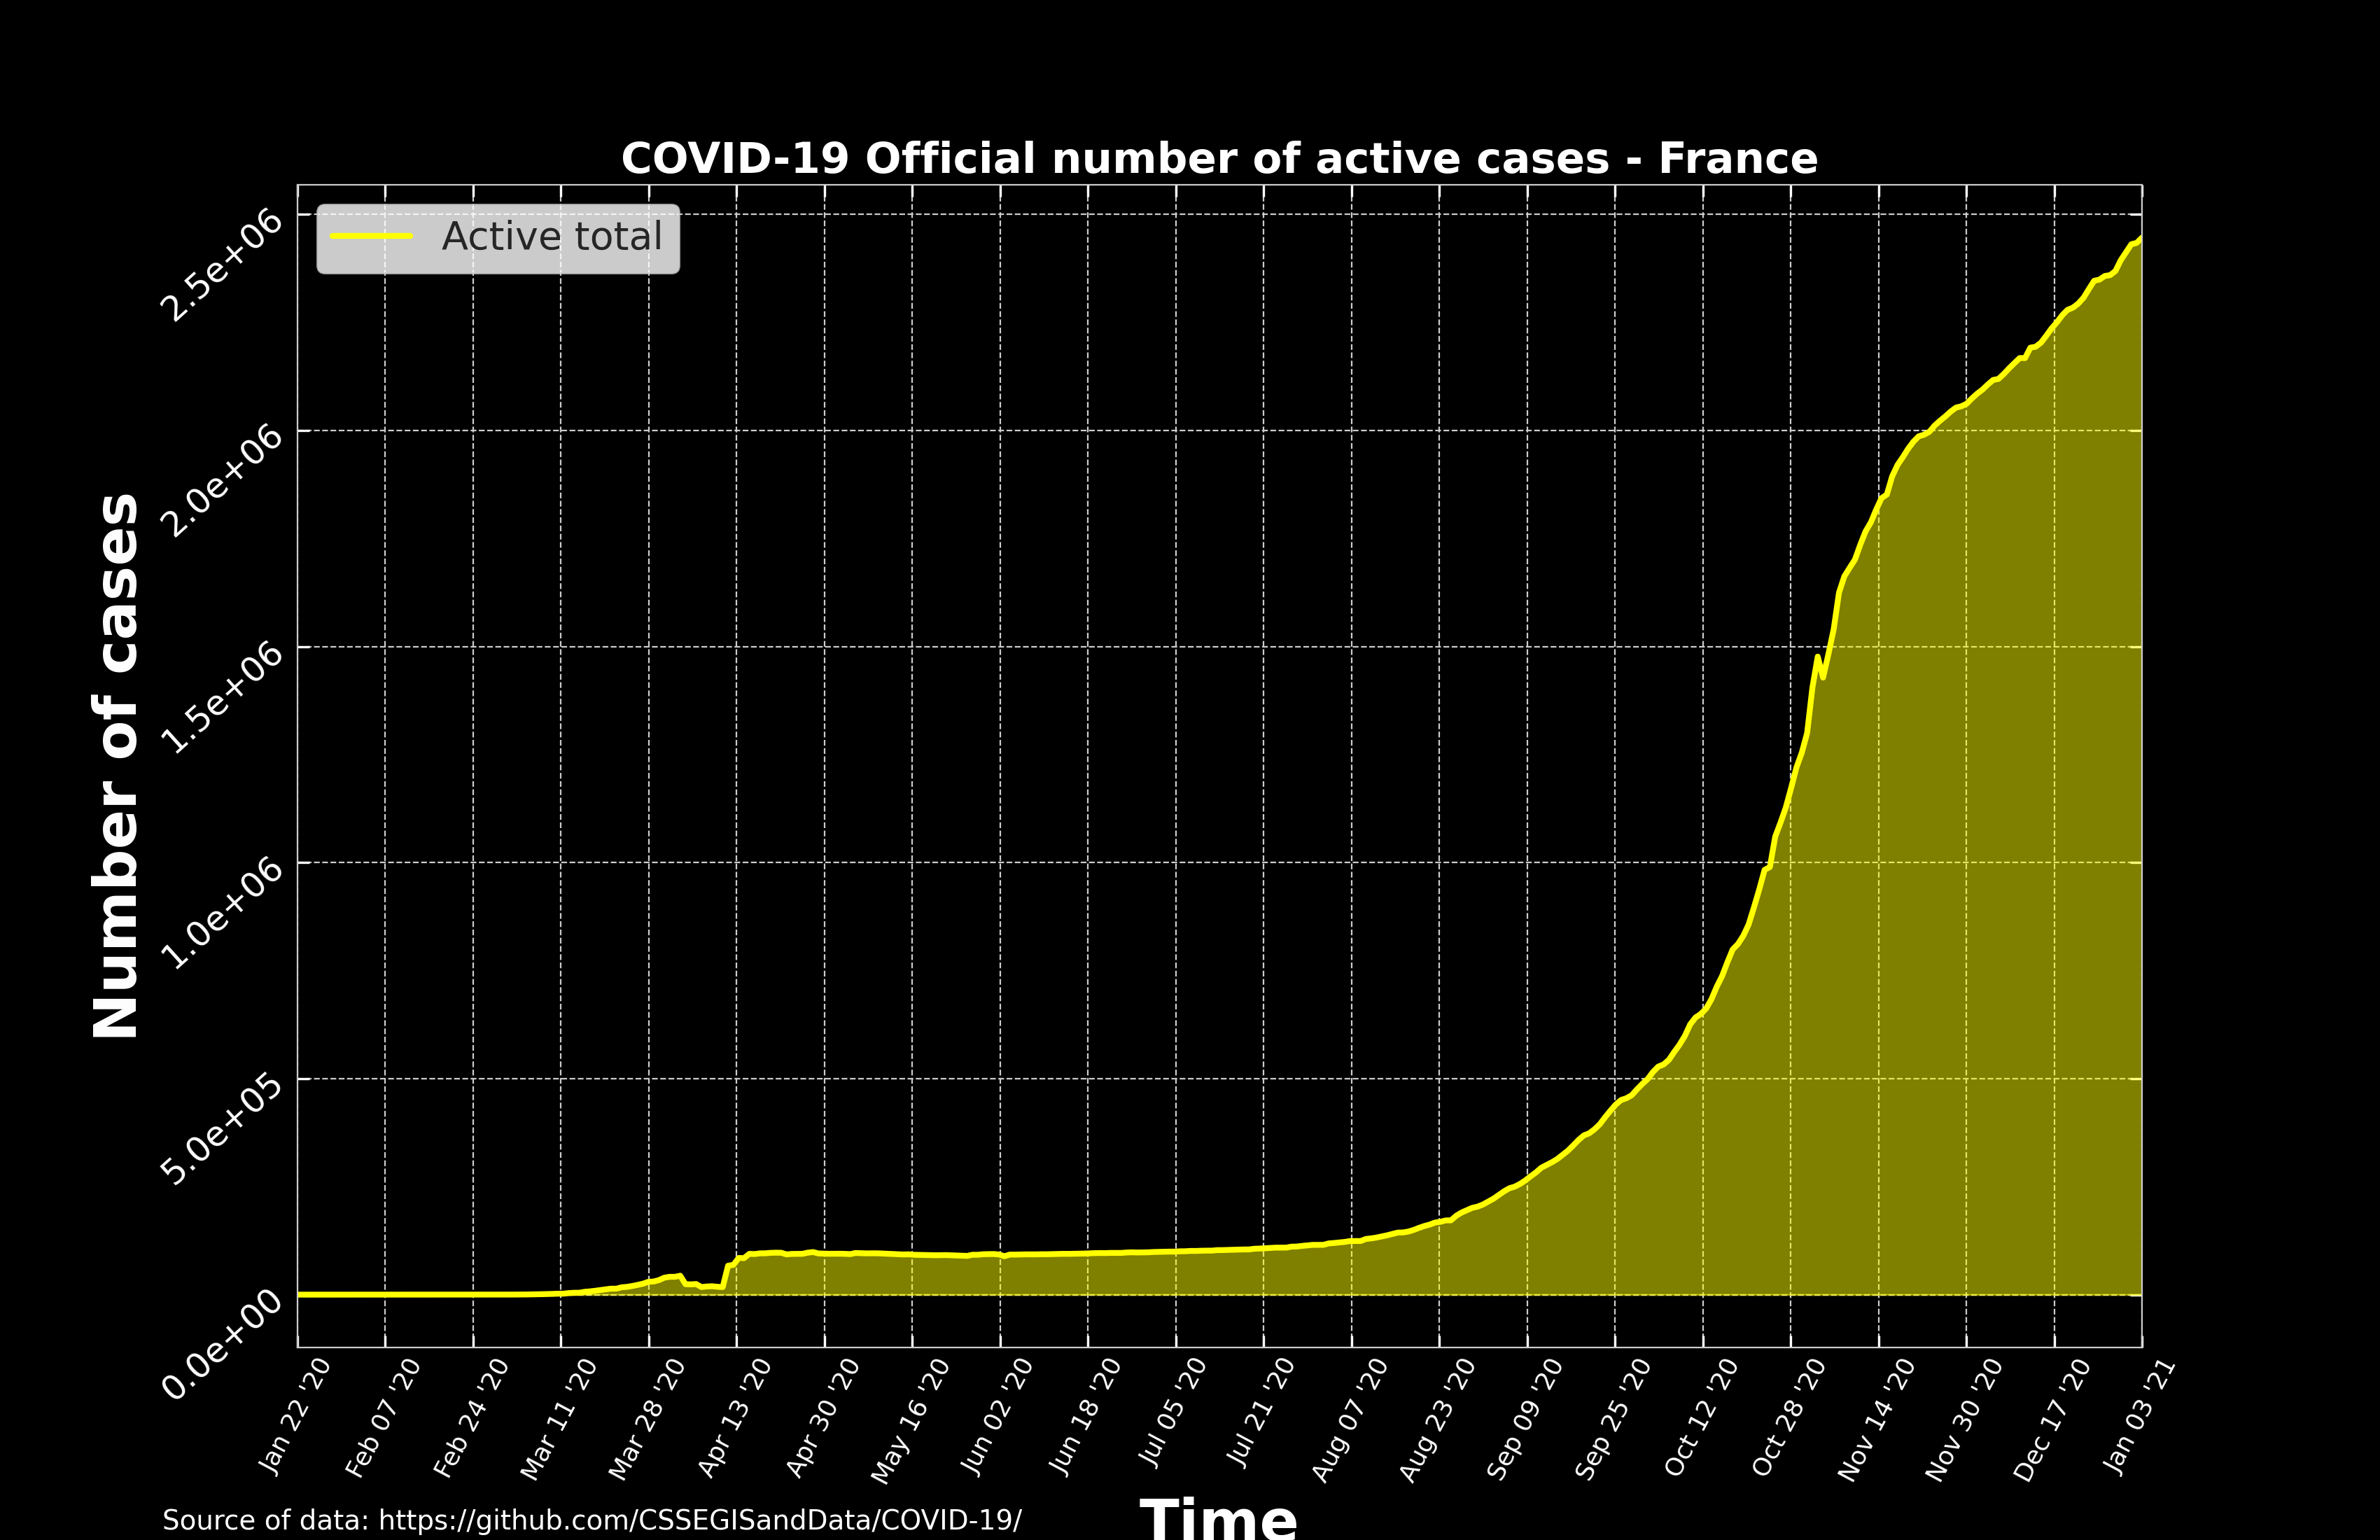 COVID-19 Official number of active cases - France
Active total
Number of cases
2.5e+06
2.0e+06
1.5e+06
1.0e+06
5.0e+05
0.0e+00
Jan 22 '20
Feb 07 '20
Feb 24 '20
Mar 11 '20
Mar 28 '20
Apr 13 '20
Apr 30 '20
May 16 '20
Jun 02 '20
Jun 18 '20
Jul 05 '20
Jul 21 '20
Aug 07 '20
Aug 23 '20
Sep 09 '20
Sep 25 '20
Oct 12 '20
Oct 28 '20
Nov 14 '20
Nov 30 '20
Dec 17 '20
Jan 03 '21
Time
Source of data: https://github.com/CSSEGISandData/COVID-19/